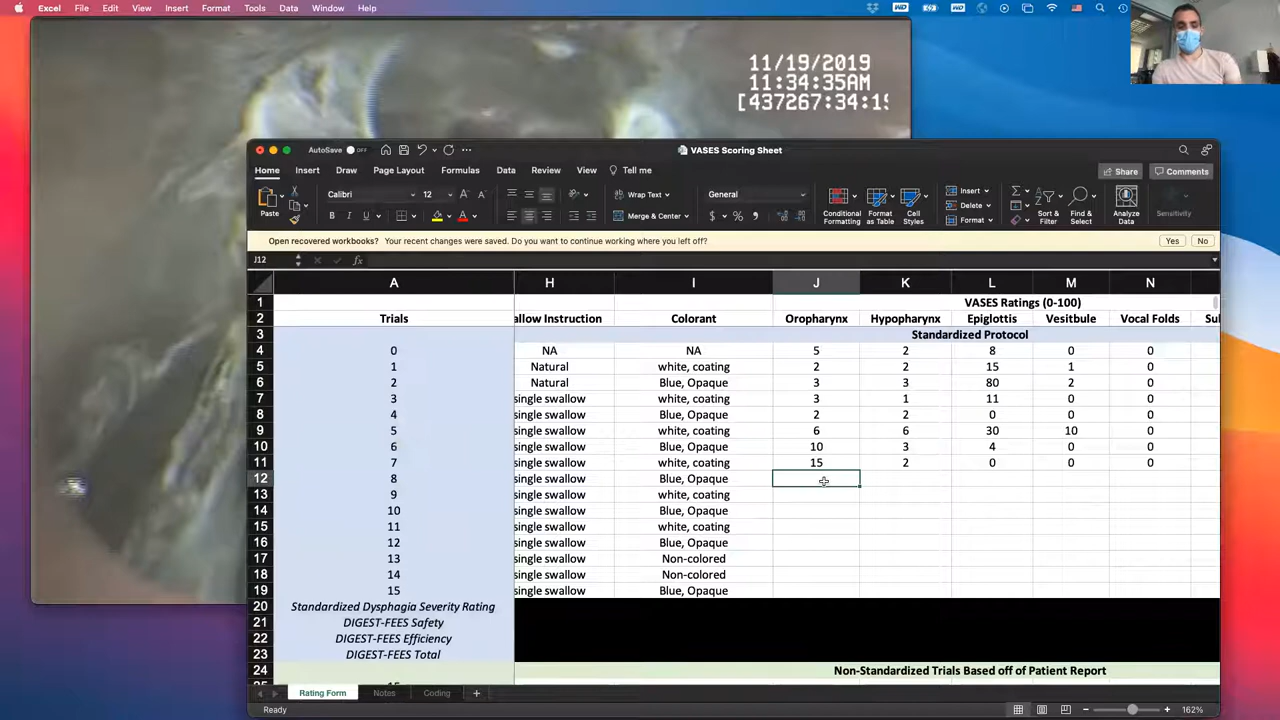 Excel File Edit View Insert Format Tools Data Window Help
11/19/2019
11:34:35AM
[437267:34:1
AutoSave OFF VASES Scoring Sheet
Home Insert Draw Page Layout Formulas Data Review View Tell me Share Comments
Paste Calibri 12 Wrap Text General Conditional Formatting Format as Table Cell Styles Insert Delete Format Sort & Filter Find & Select Analyze Data Sensitivity
B I U Merge & Center $ %
Open recovered workbooks? Your recent changes were saved. Do you want to continue working where you left off? Yes No
J12 fx
A H I J K L M N
1 VASES Ratings (0-100)
2 Trials allow Instruction Colorant Oropharynx Hypopharynx Epiglottis Vesitbule Vocal Folds Sul
3 Standardized Protocol
4 0 NA NA 5 2 8 0 0
5 1 Natural white, coating 2 2 15 1 0
6 2 Natural Blue, Opaque 3 3 80 2 0
7 3 single swallow white, coating 3 1 11 0 0
8 4 single swallow Blue, Opaque 2 2 0 0 0
9 5 single swallow white, coating 6 6 30 10 0
10 6 single swallow Blue, Opaque 10 3 4 0 0
11 7 single swallow white, coating 15 2 0 0 0
12 8 single swallow Blue, Opaque
13 9 single swallow white, coating
14 10 single swallow Blue, Opaque
15 11 single swallow white, coating
16 12 single swallow Blue, Opaque
17 13 single swallow Non-colored
18 14 single swallow Non-colored
19 15 single swallow Blue, Opaque
20 Standardized Dysphagia Severity Rating
21 DIGEST-FEES Safety
22 DIGEST-FEES Efficiency
23 DIGEST-FEES Total
24 Non-Standardized Trials Based off of Patient Report
Rating Form Notes Coding +
Ready 162%